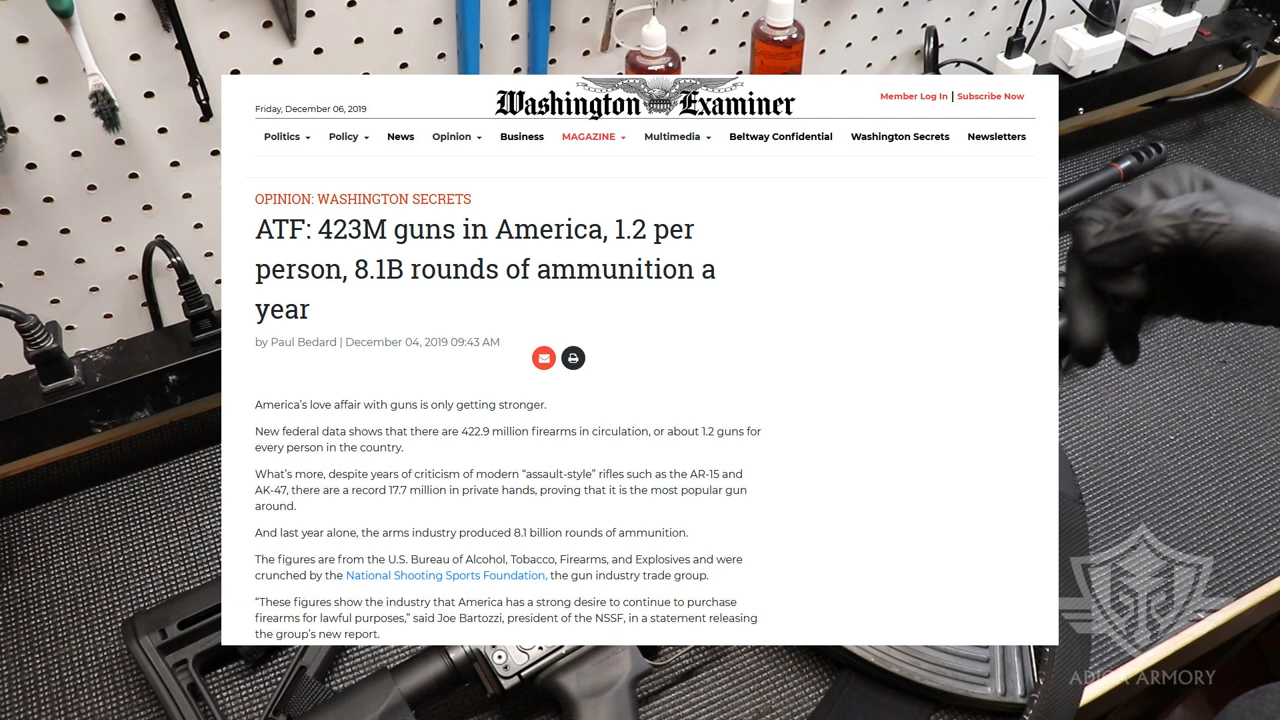 Friday, December 06, 2019
Washington Examiner
Member Log In | Subscribe Now
Politics Policy News Opinion Business MAGAZINE Multimedia Beltway Confidential Washington Secrets Newsletters
OPINION: WASHINGTON SECRETS
ATF: 423M guns in America, 1.2 per
person, 8.1B rounds of ammunition a
year
by Paul Bedard | December 04, 2019 09:43 AM
America's love affair with guns is only getting stronger.
New federal data shows that there are 422.9 million firearms in circulation, or about 1.2 guns for
every person in the country.
What's more, despite years of criticism of modern “assault-style” rifles such as the AR-15 and
AK-47, there are a record 17.7 million in private hands, proving that it is the most popular gun
around.
And last year alone, the arms industry produced 8.1 billion rounds of ammunition.
The figures are from the U.S. Bureau of Alcohol, Tobacco, Firearms, and Explosives and were
crunched by the National Shooting Sports Foundation, the gun industry trade group.
“These figures show the industry that America has a strong desire to continue to purchase
firearms for lawful purposes,” said Joe Bartozzi, president of the NSSF, in a statement releasing
the group's new report.
ARMORY